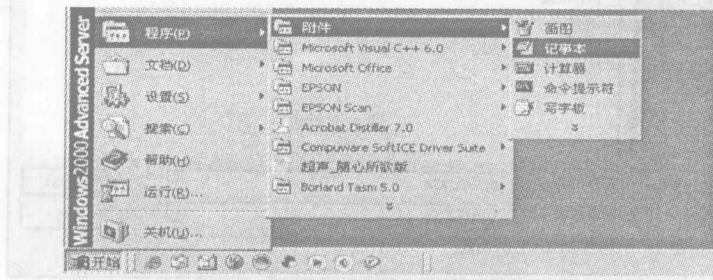 Windows2000 Advanced Server
程序(P)
文档(D)
设置(S)
搜索(C)
帮助(H)
运行(R)...
关机(U)...
开始
附件
Microsoft Visual C++ 6.0
Microsoft Office
EPSON
EPSON Scan
Acrobat Distiller 7.0
Compuware SoftICE Driver Suite
超声_随心所欲版
Borland Tasm 5.0
画图
记事本
计算器
命令提示符
写字板